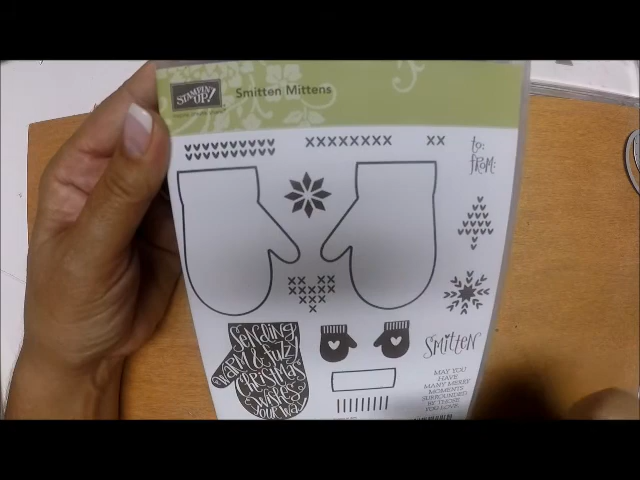 STAMPIN' UP!
Smitten Mittens
to:
FROM:
SENDING
WARM & FUZZY
CHRISTMAS
WISHES
YOUR WAY
SMITTEN
MAY YOU
HAVE
MANY MERRY
MOMENTS
SURROUNDED
BY THOSE
YOU LOVE